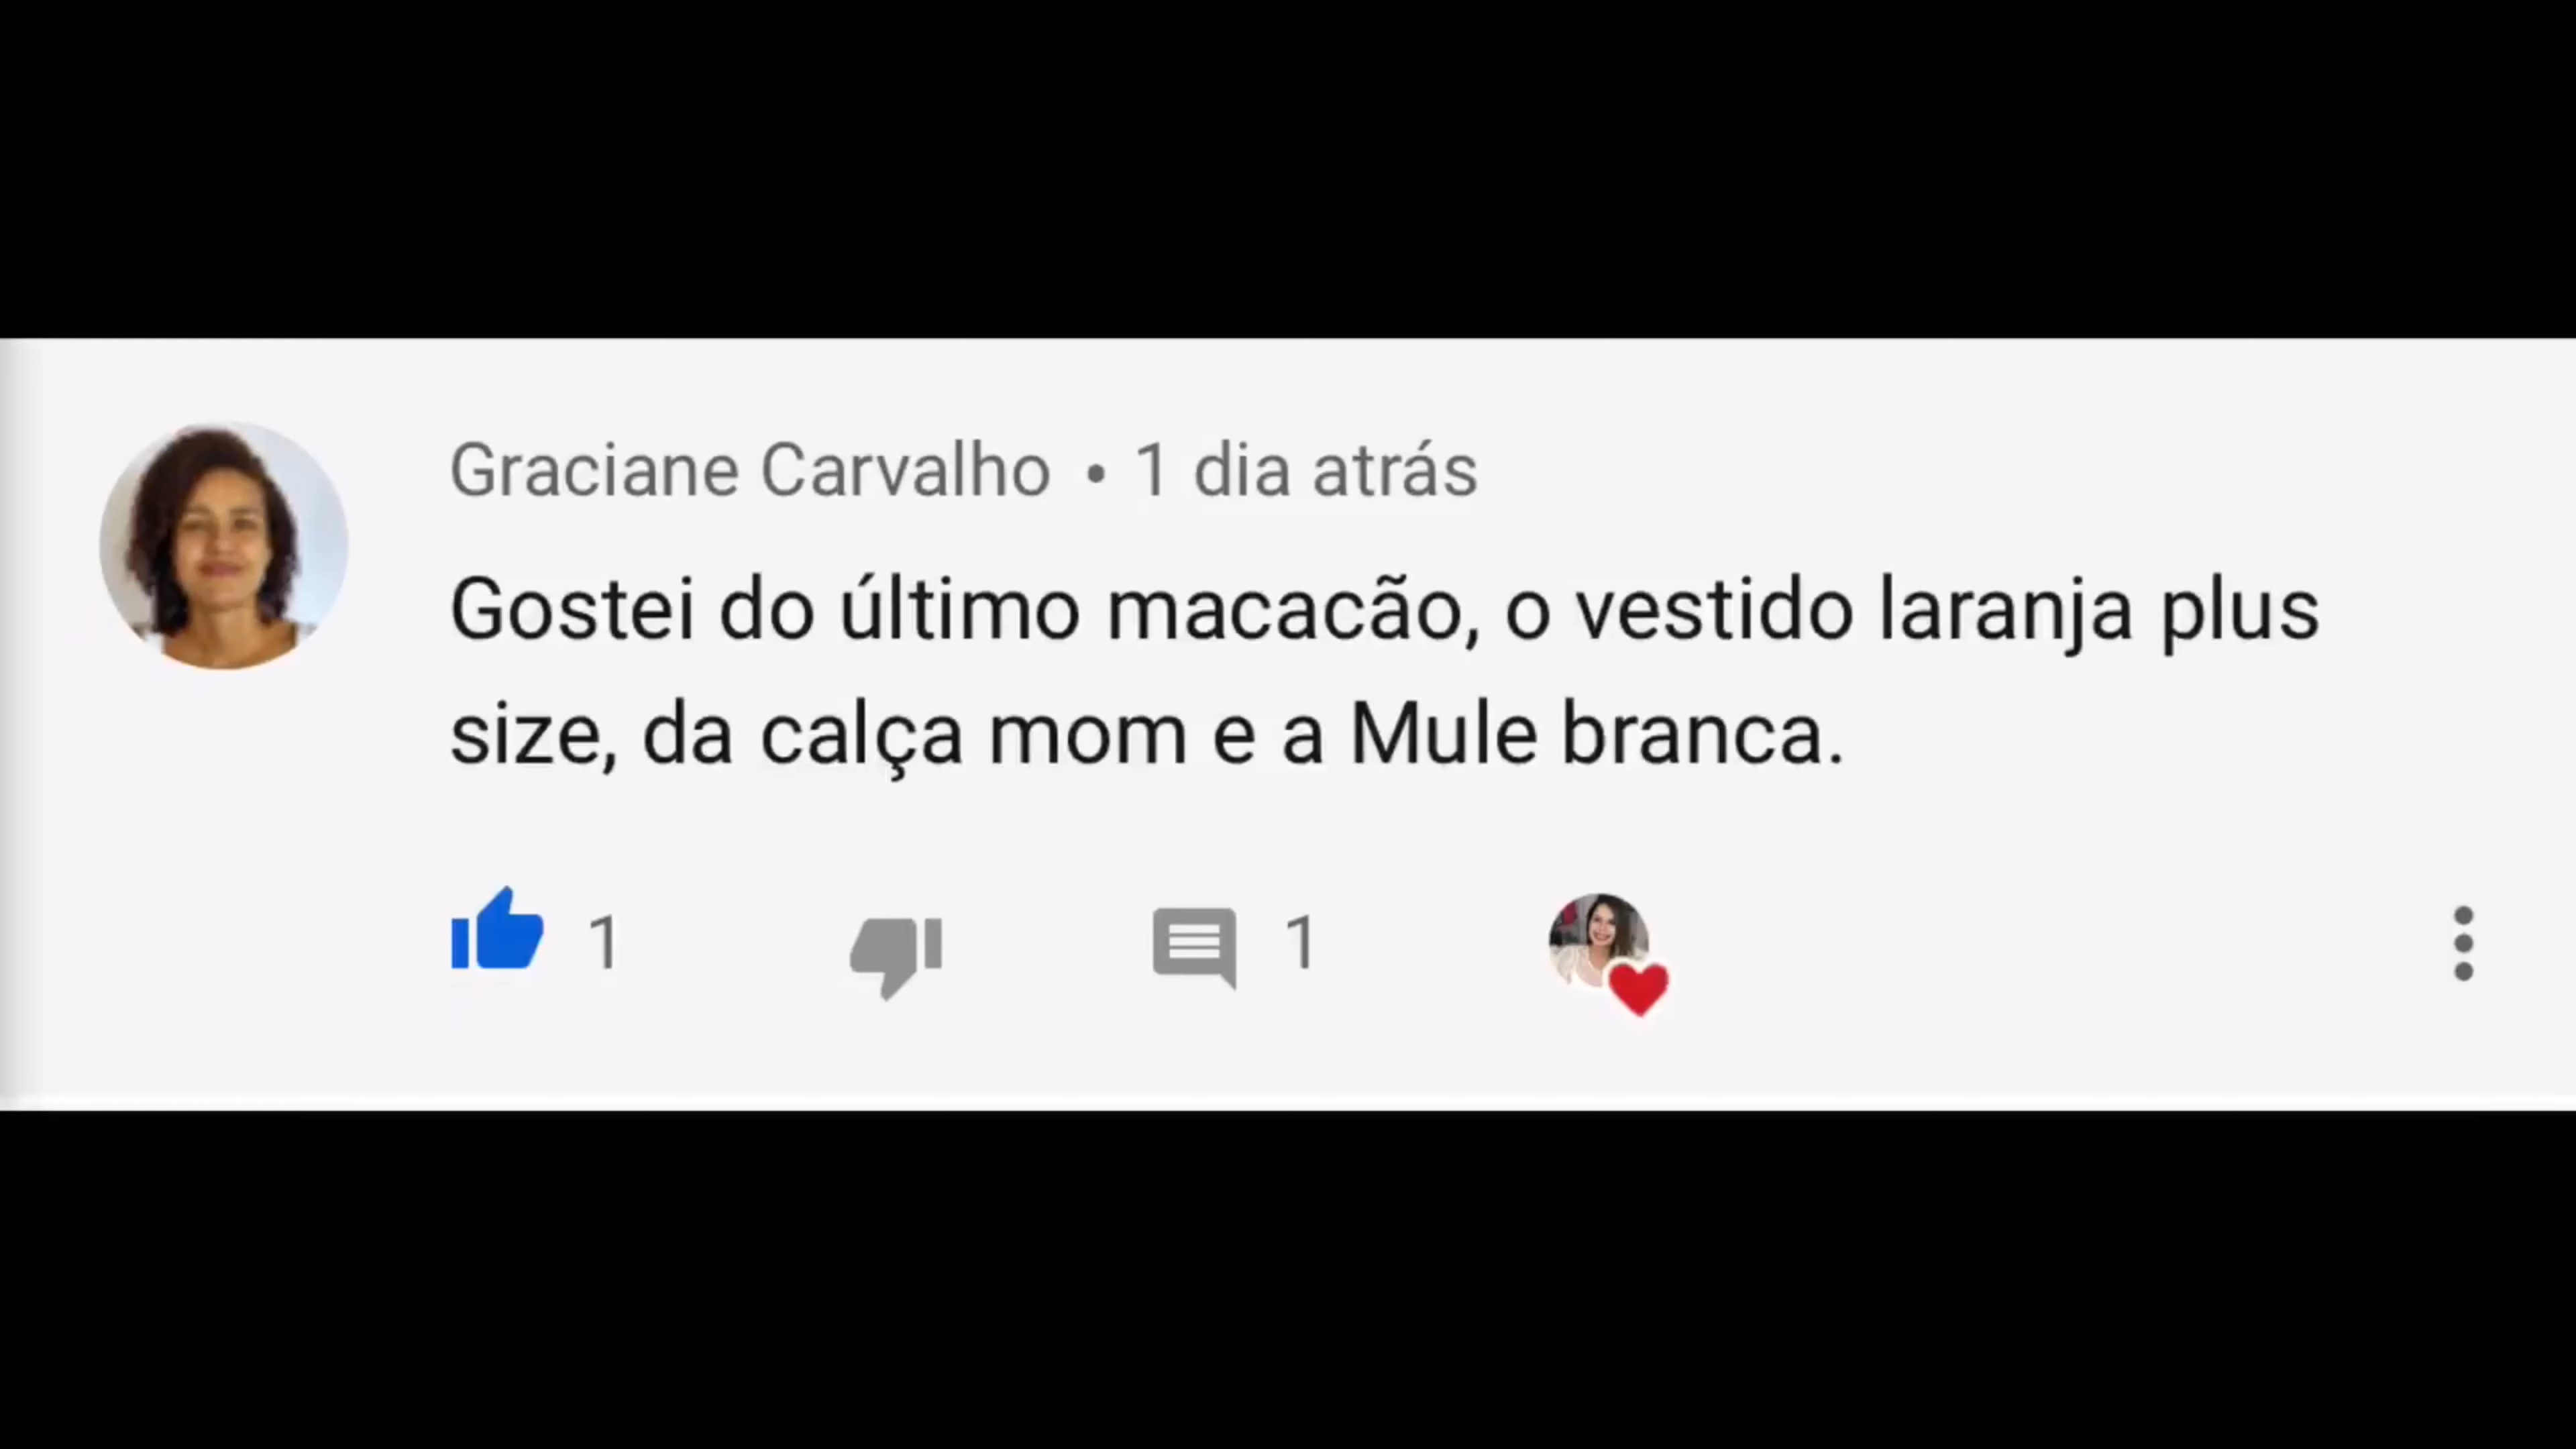 Graciane Carvalho • 1 dia atrás
Gostei do último macacão, o vestido laranja plus
size, da calça mom e a Mule branca.
1 1